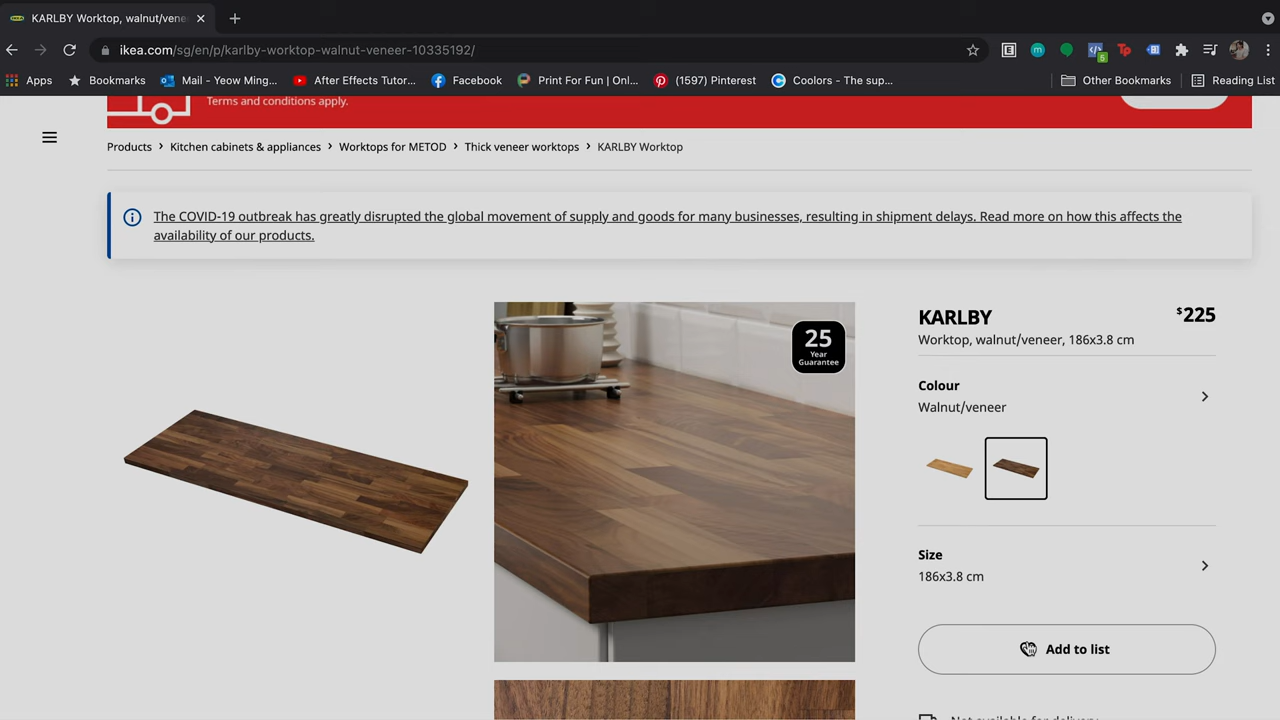 KARLBY Worktop, walnut/vene
ikea.com/sg/en/p/karlby-worktop-walnut-veneer-10335192/
5
Apps
Bookmarks
Mail - Yeow Ming...
After Effects Tutor...
Facebook
Print For Fun | Onl...
(1597) Pinterest
Coolors - The sup...
Other Bookmarks
Reading List
Terms and conditions apply.
Products > Kitchen cabinets & appliances > Worktops for METOD > Thick veneer worktops > KARLBY Worktop
The COVID-19 outbreak has greatly disrupted the global movement of supply and goods for many businesses, resulting in shipment delays. Read more on how this affects the
availability of our products.
25
Year
Guarantee
KARLBY
$225
Worktop, walnut/veneer, 186x3.8 cm
Colour
Walnut/veneer
Size
186x3.8 cm
Add to list
Not available for delivery